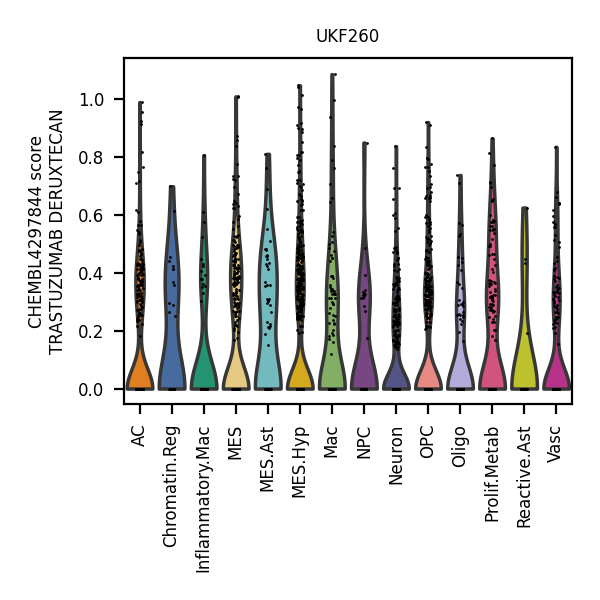 UKF260
CHEMBL4297844 score
TRASTUZUMAB DERUXTECAN
1.0
0.8
0.6
0.4
0.2
0.0
AC
Chromatin.Reg
Inflammatory.Mac
MES
MES.Ast
MES.Hyp
Mac
NPC
Neuron
OPC
Oligo
Prolif.Metab
Reactive.Ast
Vasc